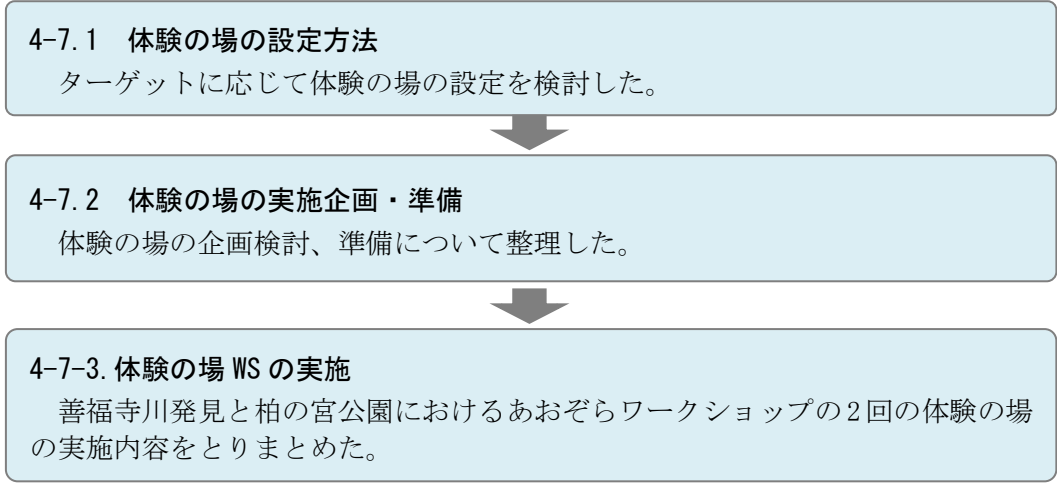 4-7.1　体験の場の設定方法
ターゲットに応じて体験の場の設定を検討した。
4-7.2　体験の場の実施企画・準備
体験の場の企画検討、準備について整理した。
4-7-3.体験の場 WS の実施
善福寺川発見と柏の宮公園におけるあおぞらワークショップの2回の体験の場
の実施内容をとりまとめた。